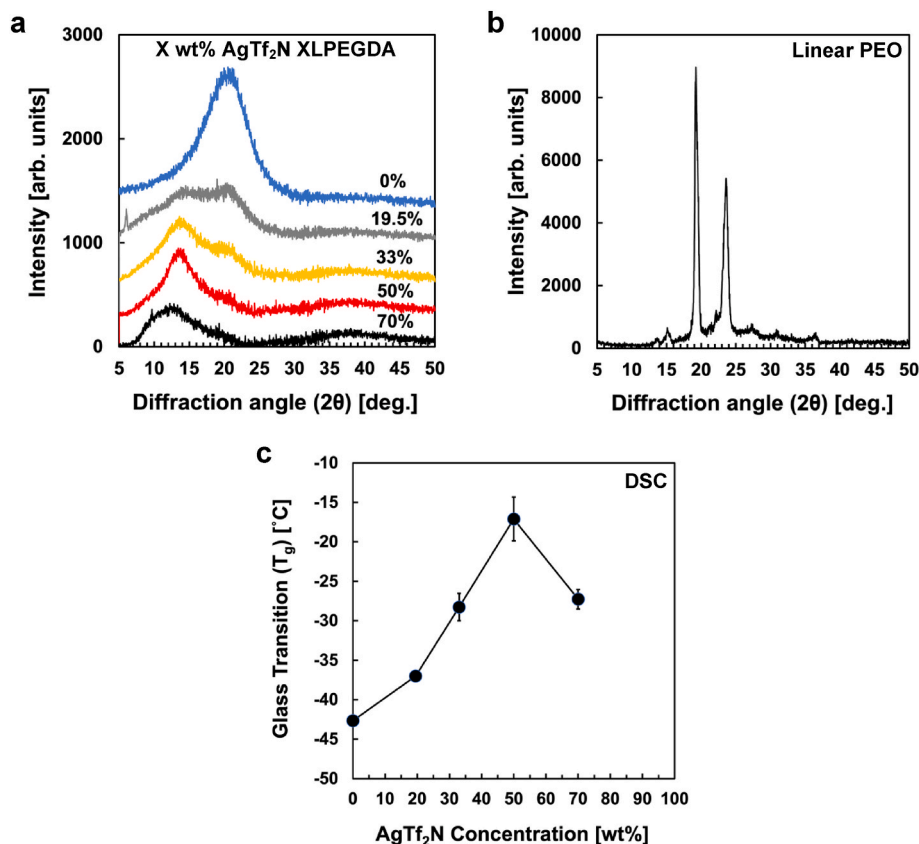 a
X wt% AgTf₂N XLPEGDA
3000
2000
1000
0
Intensity [arb. units]
0%
19.5%
33%
50%
70%
5 10 15 20 25 30 35 40 45 50
Diffraction angle (2θ) [deg.]
b
Linear PEO
10000
8000
6000
4000
2000
0
Intensity [arb. units]
5 10 15 20 25 30 35 40 45 50
Diffraction angle (2θ) [deg.]
c
DSC
-10
-15
-20
-25
-30
-35
-40
-45
-50
Glass Transition (Tg) [˚C]
0 10 20 30 40 50 60 70 80 90 100
AgTf₂N Concentration [wt%]